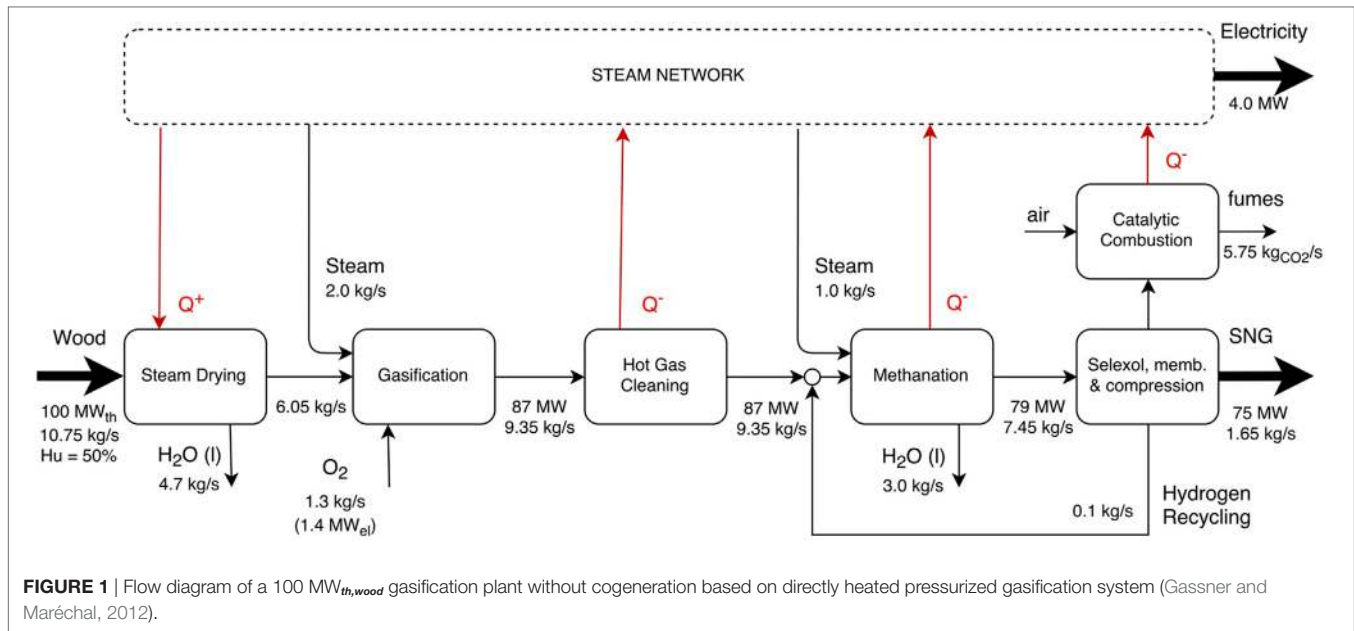 Electricity
STEAM NETWORK
4.0 MW
Q-
fumes
air
Catalytic
Combustion
5.75 kgCO2/s
Steam
2.0 kg/s
Steam
1.0 kg/s
Q+
Q-
Q-
Wood
SNG
Steam Drying
Gasification
Hot Gas
Cleaning
Methanation
Selexol, memb.
& compression
100 MWth
10.75 kg/s
Hu = 50%
6.05 kg/s
87 MW
9.35 kg/s
87 MW
9.35 kg/s
79 MW
7.45 kg/s
75 MW
1.65 kg/s
H2O (l)
4.7 kg/s
O2
1.3 kg/s
(1.4 MWel)
H2O (l)
3.0 kg/s
0.1 kg/s
Hydrogen
Recycling
FIGURE 1 | Flow diagram of a 100 MWth,wood gasification plant without cogeneration based on directly heated pressurized gasification system (Gassner and
Maréchal, 2012).